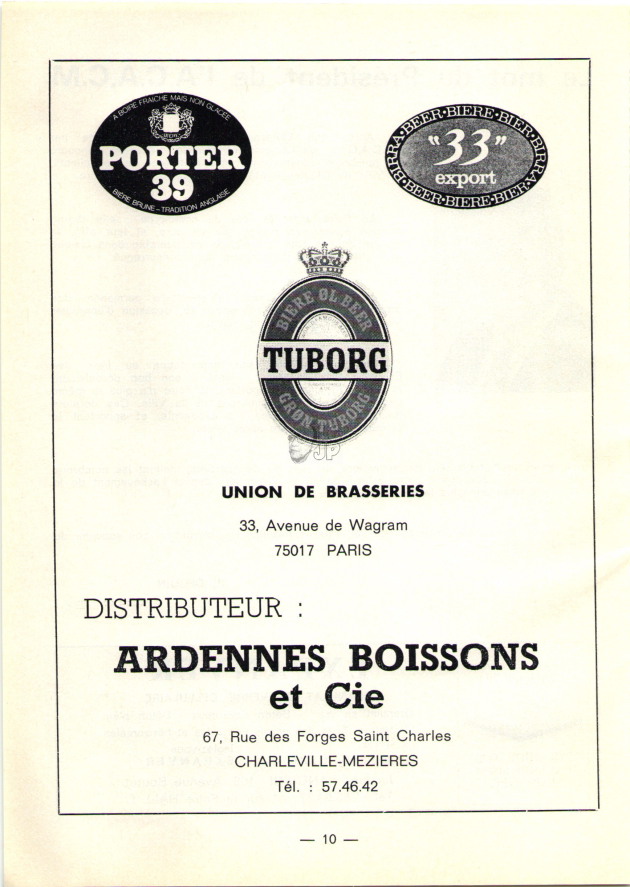 A BOIRE FRAICHE MAIS NON GLACEE
PORTER
39
BIERE BRUNE - TRADITION ANGLAISE
BIRRA•BEER•BIERE•BIER•BIRRA•BEER•BIERE•BIER
"33"
export
BIERE ØL BEER
TUBORG
GRØN TUBORG
JP
UNION DE BRASSERIES
33, Avenue de Wagram
75017 PARIS
DISTRIBUTEUR :
ARDENNES BOISSONS
et Cie
67, Rue des Forges Saint Charles
CHARLEVILLE-MEZIERES
Tél. : 57.46.42
— 10 —